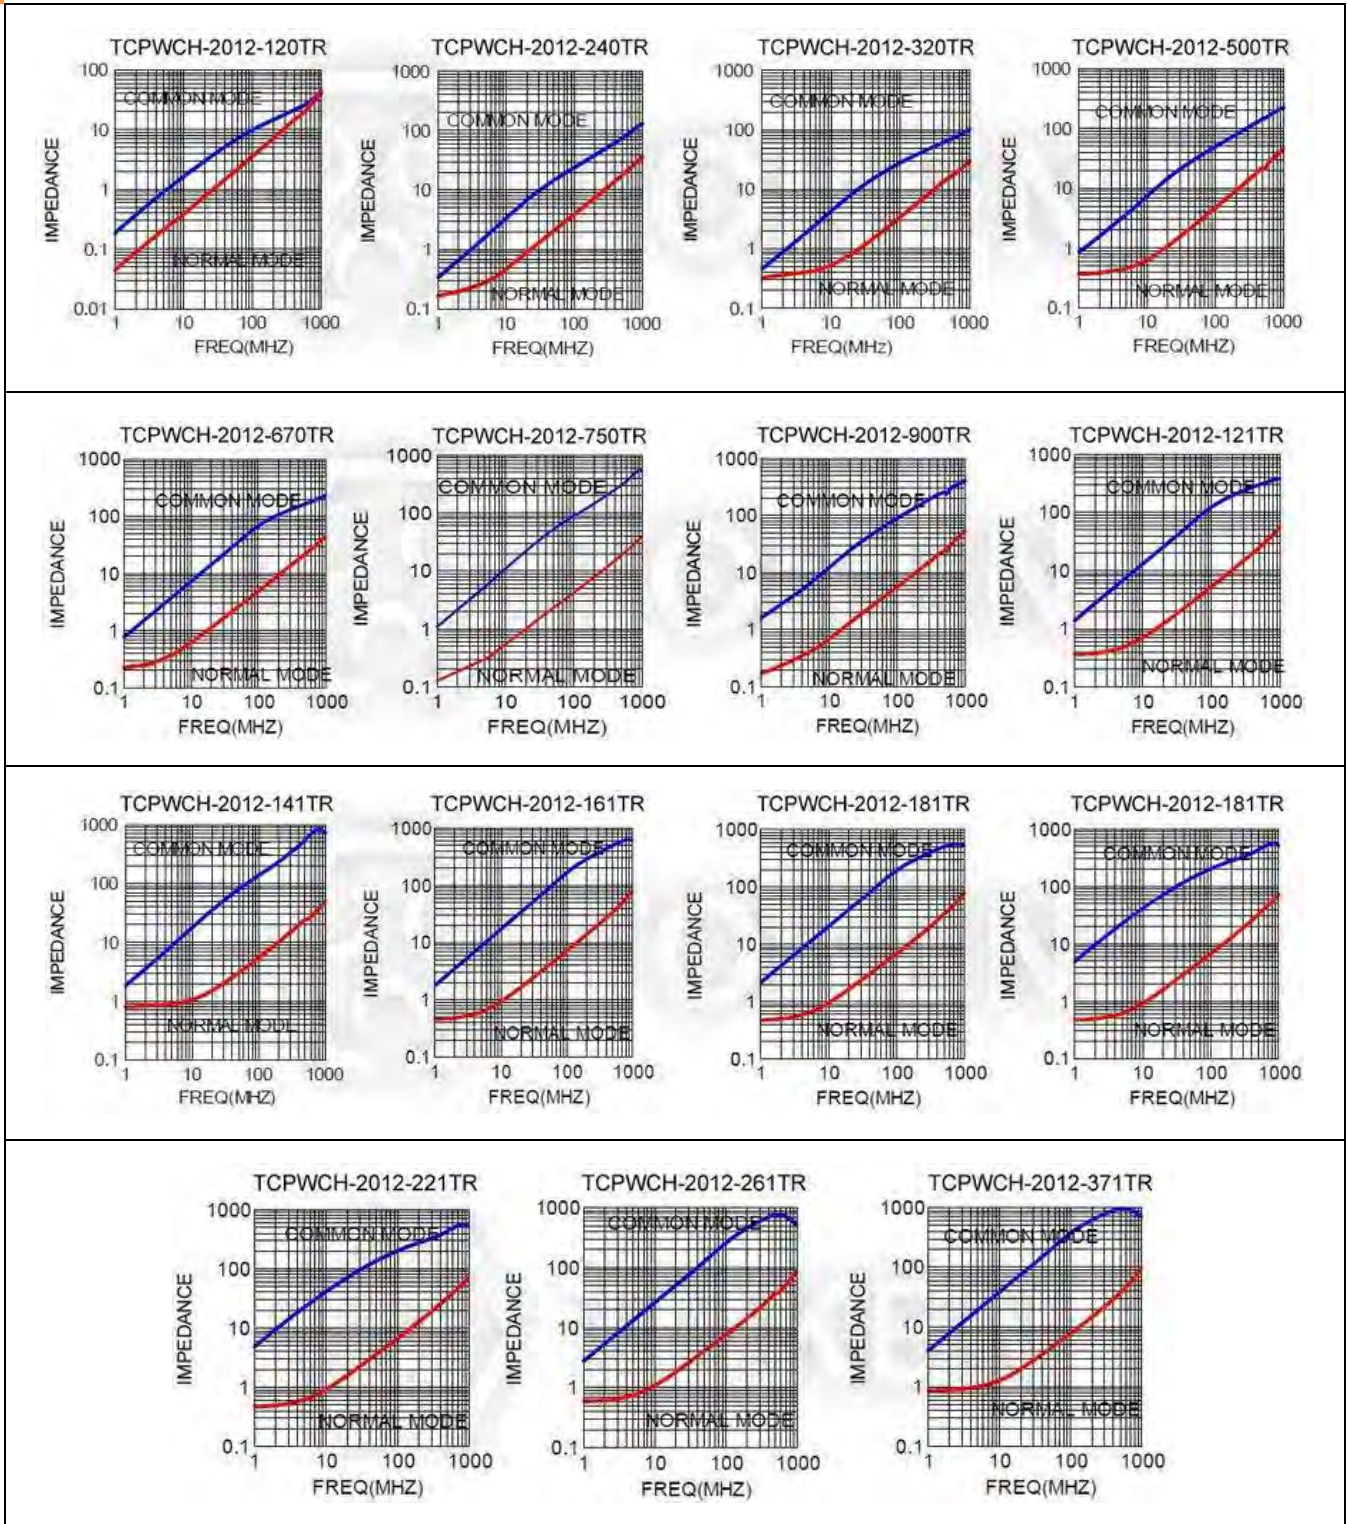 TCPWCH-2012-120TR
100
10
1
0.1
0.01
IMPEDANCE
COMMON MODE
NORMAL MODE
1 10 100 1000
FREQ(MHZ)
TCPWCH-2012-240TR
1000
100
10
1
0.1
IMPEDANCE
COMMON MODE
NORMAL MODE
1 10 100 1000
FREQ(MHZ)
TCPWCH-2012-320TR
1000
100
10
1
0.1
IMPEDANCE
COMMON MODE
NORMAL MODE
1 10 100 1000
FREQ(MHz)
TCPWCH-2012-500TR
1000
100
10
1
0.1
IMPEDANCE
COMMON MODE
NORMAL MODE
1 10 100 1000
FREQ(MHZ)
TCPWCH-2012-670TR
1000
100
10
1
0.1
IMPEDANCE
COMMON MODE
NORMAL MODE
1 10 100 1000
FREQ(MHZ)
TCPWCH-2012-750TR
1000
100
10
1
0.1
IMPEDANCE
COMMON MODE
NORMAL MODE
1 10 100 1000
FREQ(MHZ)
TCPWCH-2012-900TR
1000
100
10
1
0.1
IMPEDANCE
COMMON MODE
NORMAL MODE
1 10 100 1000
FREQ(MHZ)
TCPWCH-2012-121TR
1000
100
10
1
0.1
IMPEDANCE
COMMON MODE
NORMAL MODE
1 10 100 1000
FREQ(MHZ)
TCPWCH-2012-141TR
1000
100
10
1
0.1
IMPEDANCE
COMMON MODE
NORMAL MODE
1 10 100 1000
FREQ(MHZ)
TCPWCH-2012-161TR
1000
100
10
1
0.1
IMPEDANCE
COMMON MODE
NORMAL MODE
1 10 100 1000
FREQ(MHZ)
TCPWCH-2012-181TR
1000
100
10
1
0.1
IMPEDANCE
COMMON MODE
NORMAL MODE
1 10 100 1000
FREQ(MHZ)
TCPWCH-2012-181TR
1000
100
10
1
0.1
IMPEDANCE
COMMON MODE
NORMAL MODE
1 10 100 1000
FREQ(MHZ)
TCPWCH-2012-221TR
1000
100
10
1
0.1
IMPEDANCE
COMMON MODE
NORMAL MODE
1 10 100 1000
FREQ(MHZ)
TCPWCH-2012-261TR
1000
100
10
1
0.1
IMPEDANCE
COMMON MODE
NORMAL MODE
1 10 100 1000
FREQ(MHZ)
TCPWCH-2012-371TR
1000
100
10
1
0.1
IMPEDANCE
COMMON MODE
NORMAL MODE
1 10 100 1000
FREQ(MHZ)